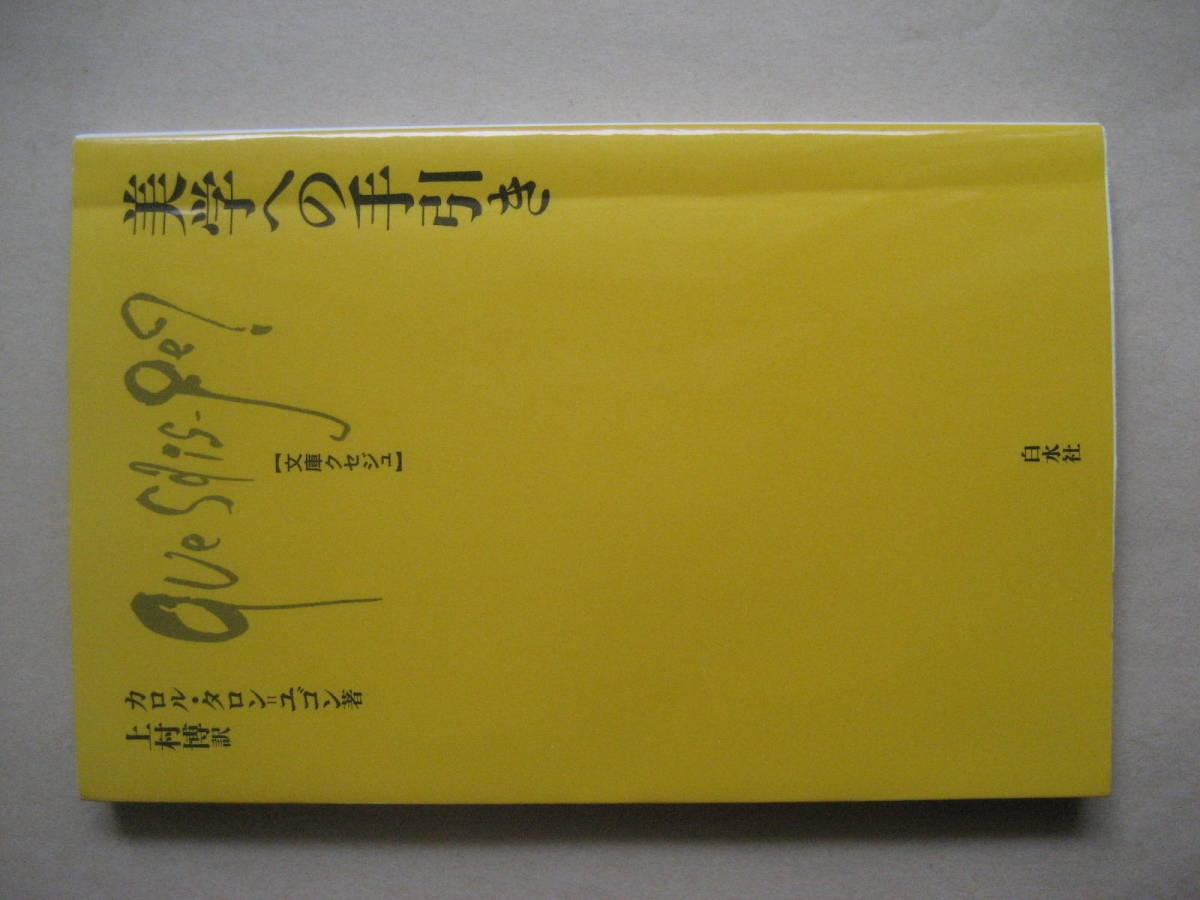 美学への手引き
que sais-je?
【文庫クセジュ】
カロル・タロン=ユゴン著
上村博訳
白水社